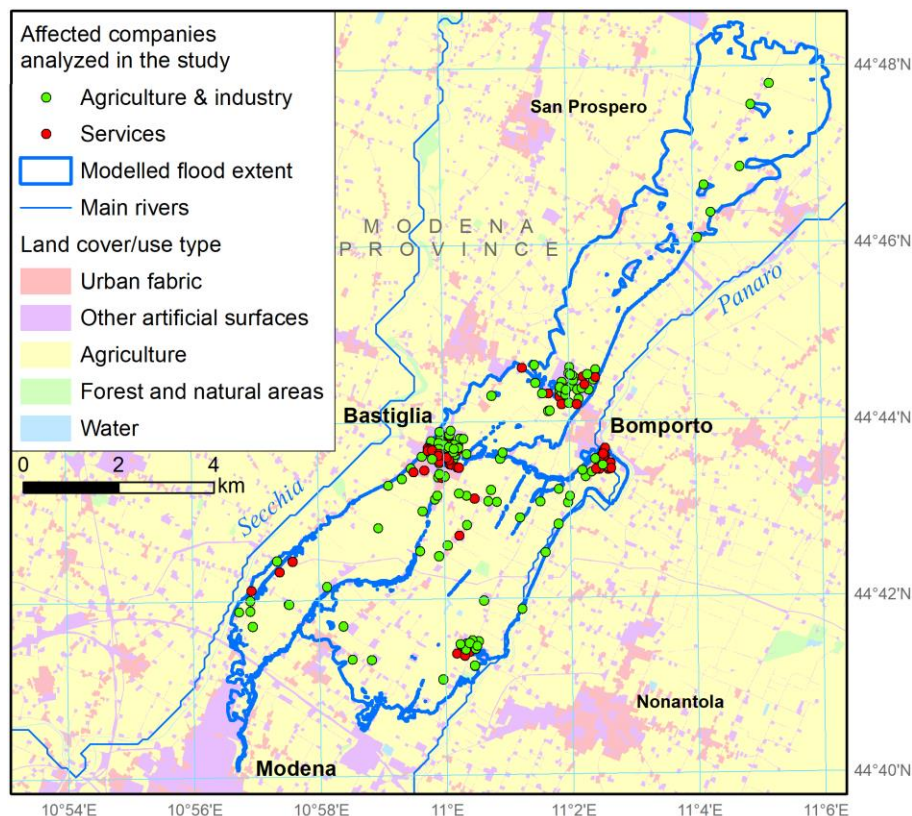 Affected companies
analyzed in the study
Agriculture & industry
Services
Modelled flood extent
Main rivers
Land cover/use type
Urban fabric
Other artificial surfaces
Agriculture
Forest and natural areas
Water
0 2 4
km
San Prospero
MODENA
PROVINCE
Panaro
Bastiglia
Bomporto
Secchia
Nonantola
Modena
44°48'N
44°46'N
44°44'N
44°42'N
44°40'N
10°54'E 10°56'E 10°58'E 11°E 11°2'E 11°4'E 11°6'E